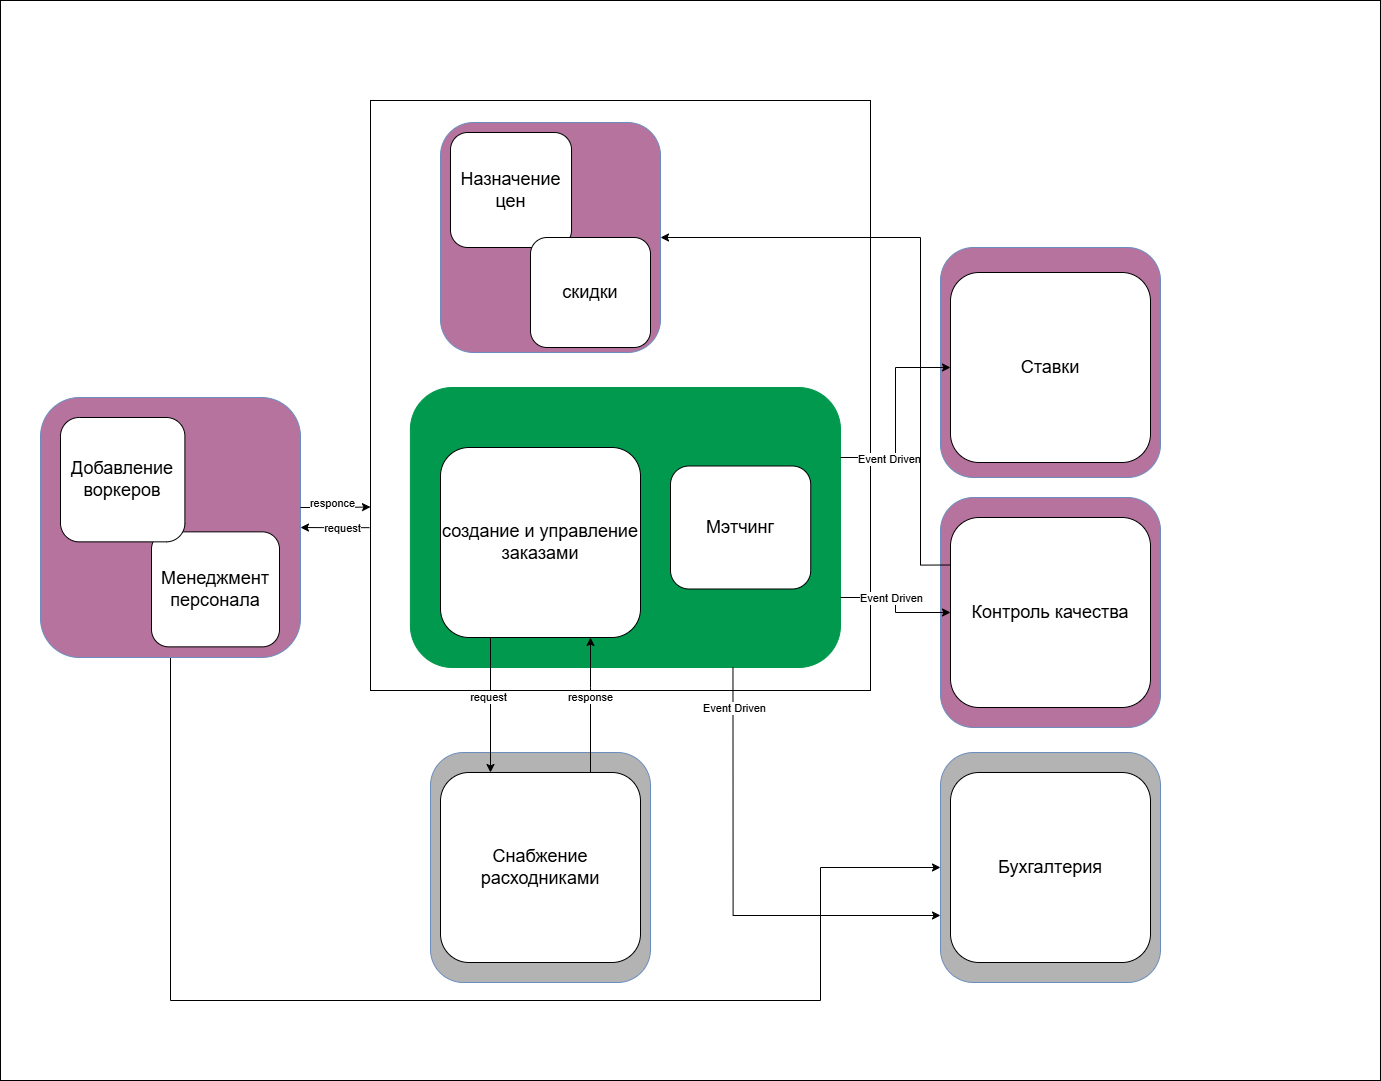 Назначение
цен
скидки
Ставки
Добавление
воркеров
Менеджмент
персонала
responce
request
создание и управление
заказами
Мэтчинг
Event Driven
Event Driven
Контроль качества
request
response
Event Driven
Снабжение
расходниками
Бухгалтерия